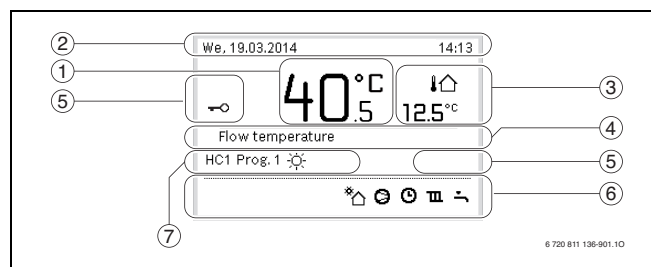 ② We, 19.03.2014 14:13
① 40.5 °C
⑤
12.5°C ③
Flow temperature ④
HC1 Prog. 1 ⑤
⑥
⑦
6 720 811 136-901.1O